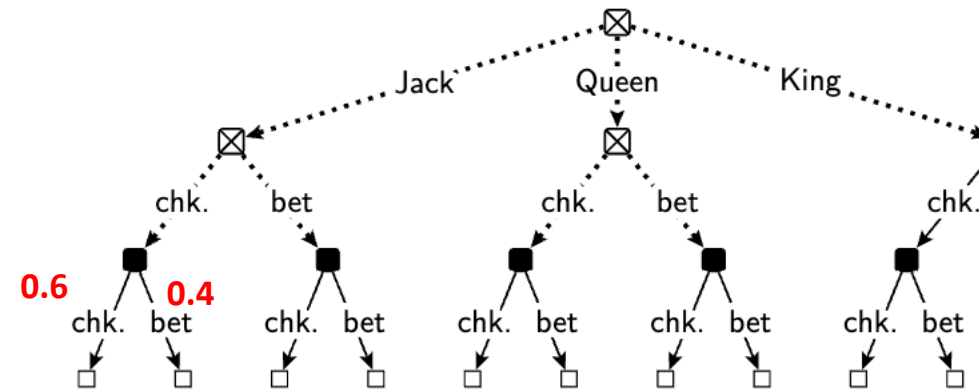 Jack Queen King
chk. bet chk. bet chk.
0.6 0.4
chk. bet chk. bet chk. bet chk. bet chk. bet